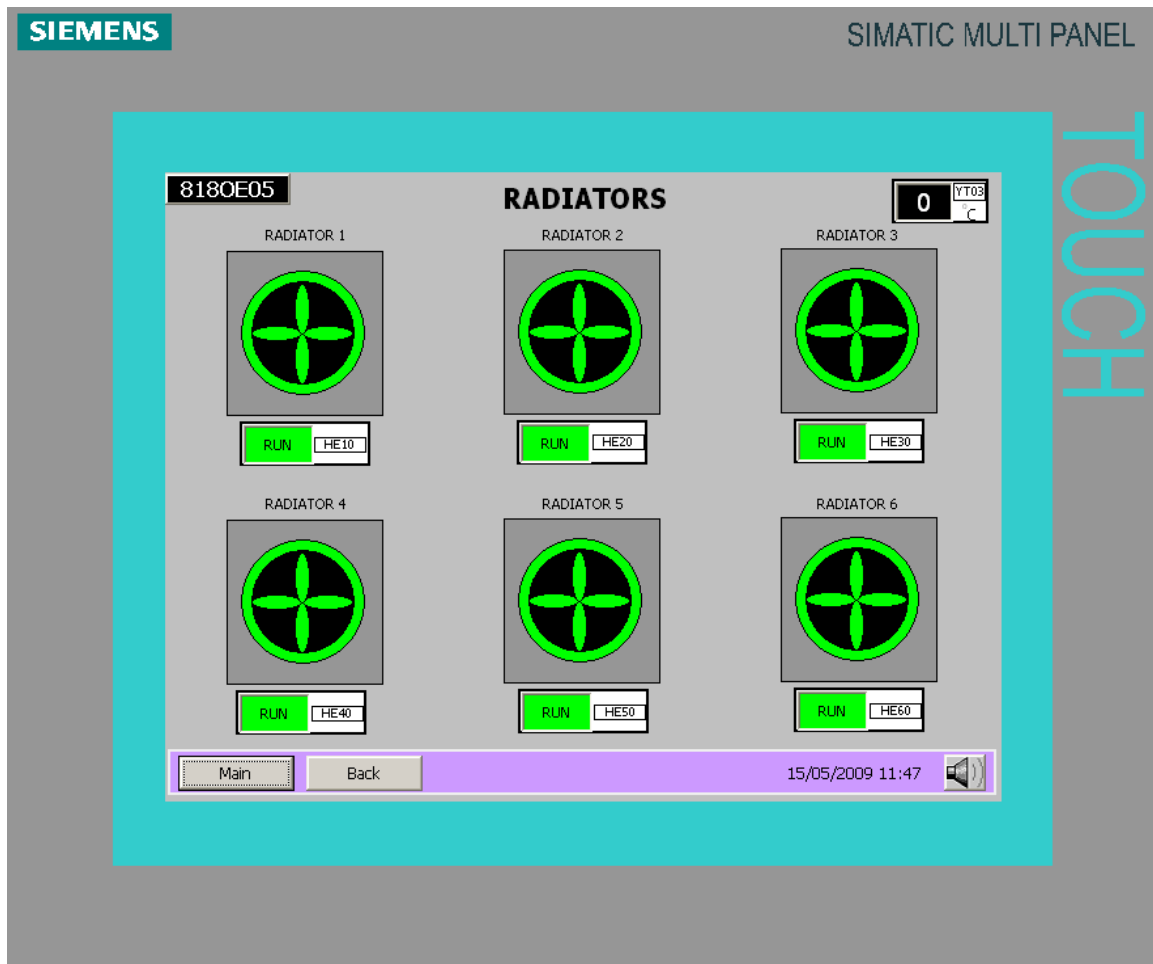 SIEMENS
SIMATIC MULTI PANEL
TOUCH
818OE05
RADIATORS
0 YT03
°C
RADIATOR 1 RADIATOR 2 RADIATOR 3
RUN HE10 RUN HE20 RUN HE30
RADIATOR 4 RADIATOR 5 RADIATOR 6
RUN HE40 RUN HE50 RUN HE60
Main Back 15/05/2009 11:47